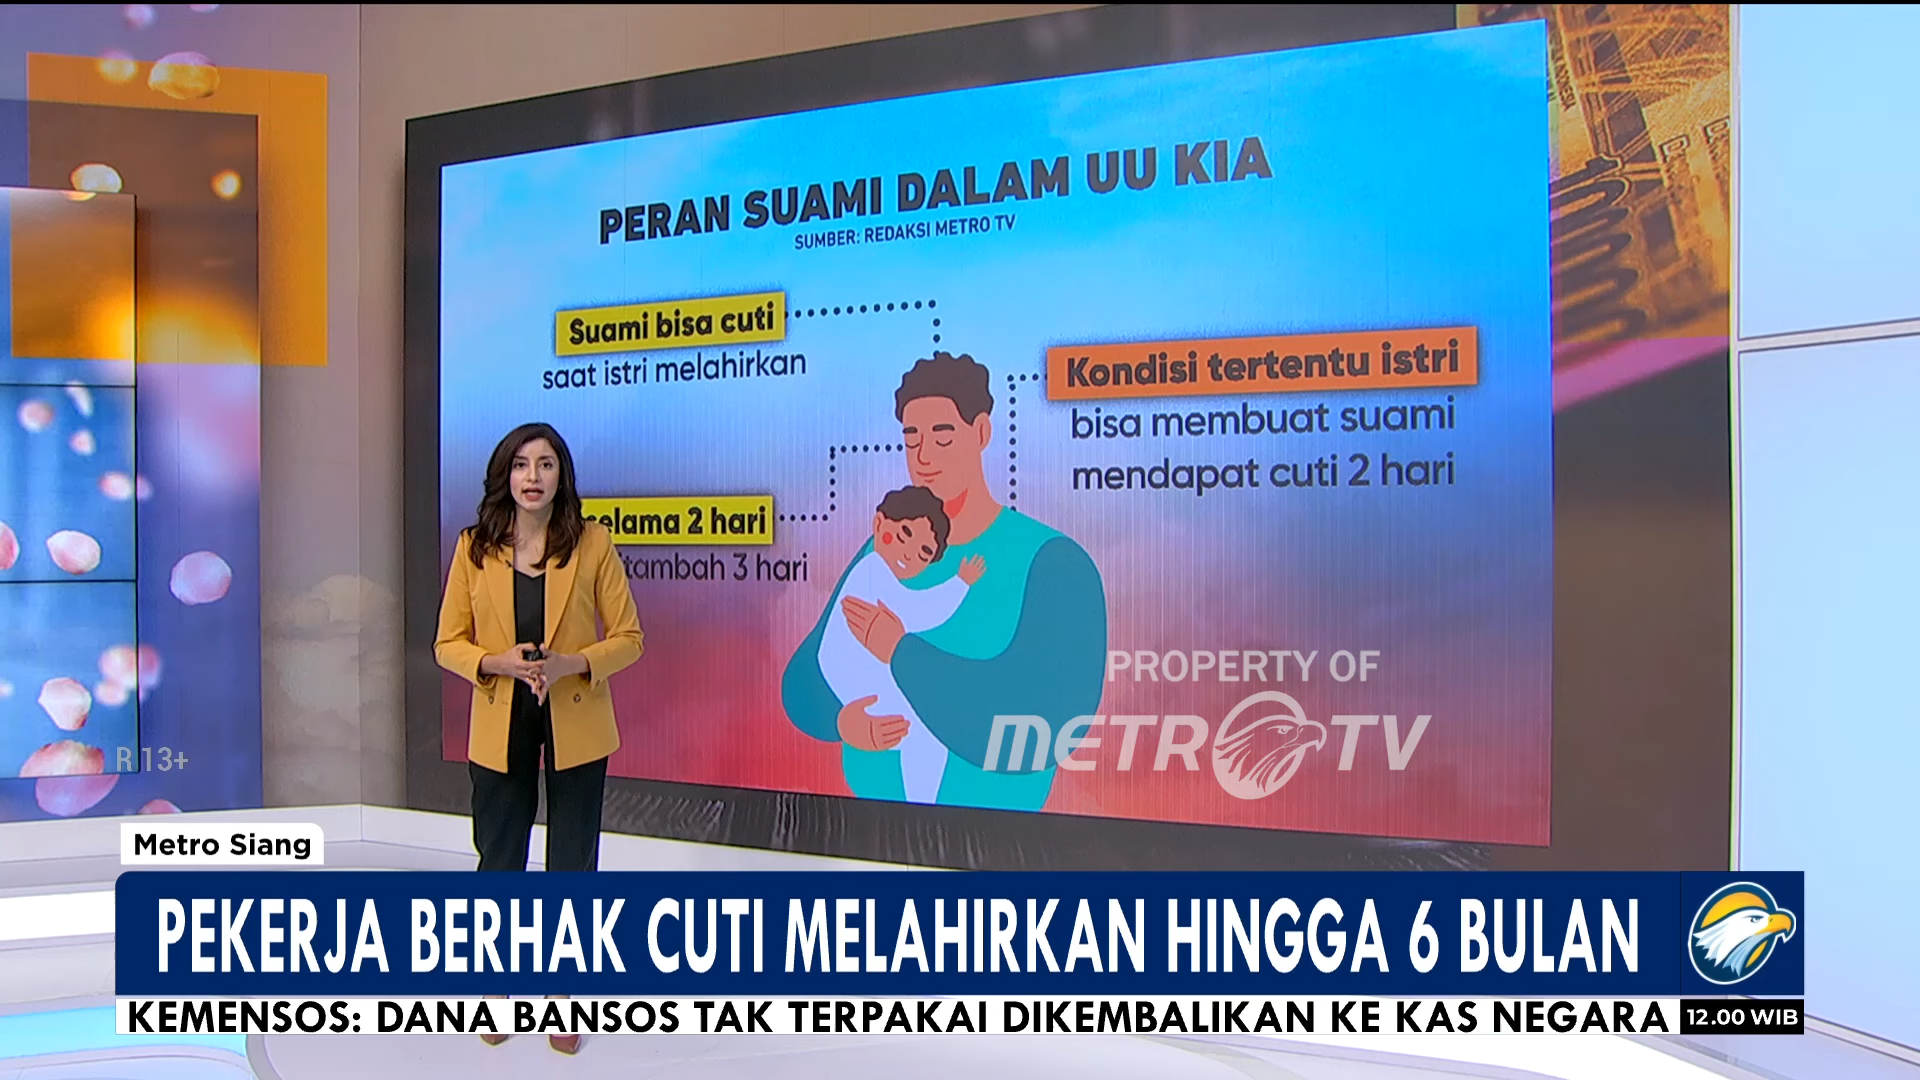 PERAN SUAMI DALAM UU KIA
SUMBER: REDAKSI METRO TV
Suami bisa cuti
saat istri melahirkan
selama 2 hari
tambah 3 hari
Kondisi tertentu istri
bisa membuat suami
mendapat cuti 2 hari
PROPERTY OF
METRO TV
R 13+
Metro Siang
PEKERJA BERHAK CUTI MELAHIRKAN HINGGA 6 BULAN
KEMENSOS: DANA BANSOS TAK TERPAKAI DIKEMBALIKAN KE KAS NEGARA
12.00 WIB